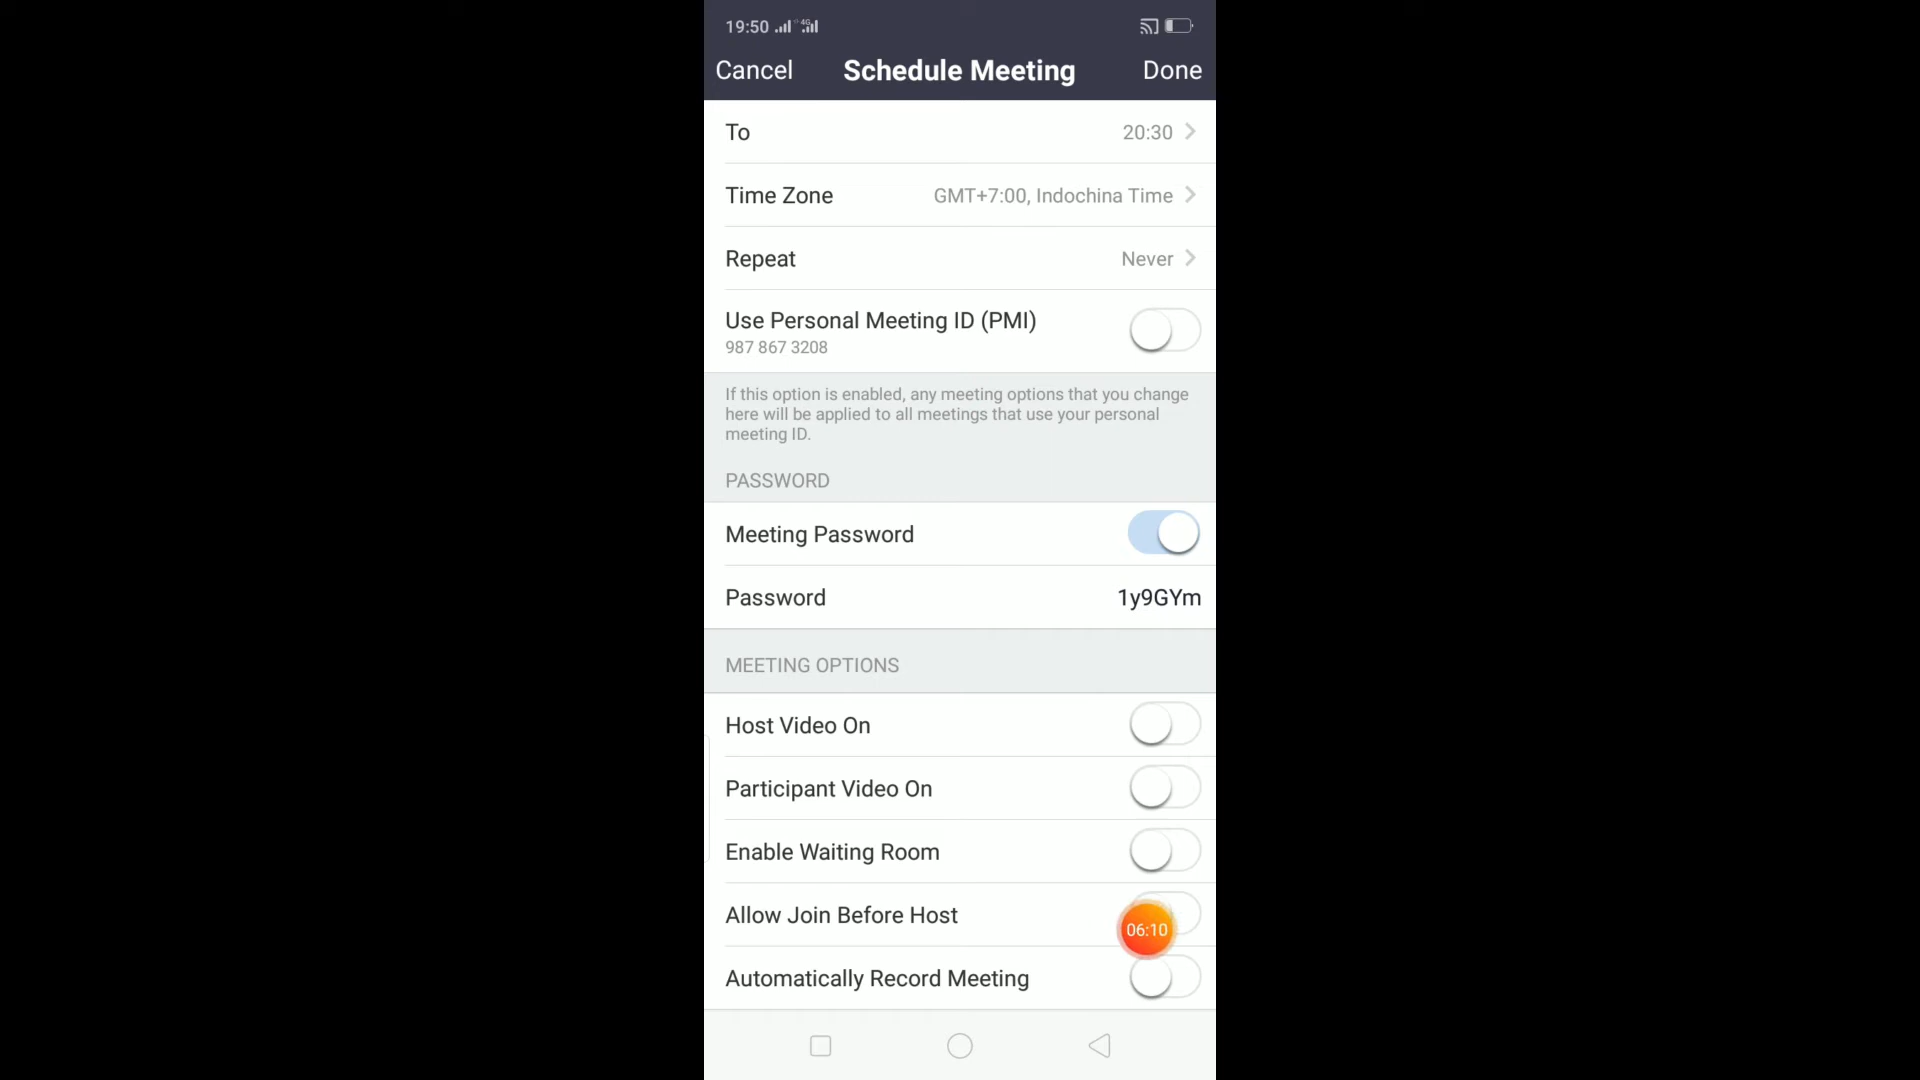 19:50 4G
Cancel Schedule Meeting Done
To 20:30
Time Zone GMT+7:00, Indochina Time
Repeat Never
Use Personal Meeting ID (PMI)
987 867 3208
If this option is enabled, any meeting options that you change
here will be applied to all meetings that use your personal
meeting ID.
PASSWORD
Meeting Password
Password 1y9GYm
MEETING OPTIONS
Host Video On
Participant Video On
Enable Waiting Room
Allow Join Before Host
06:10
Automatically Record Meeting